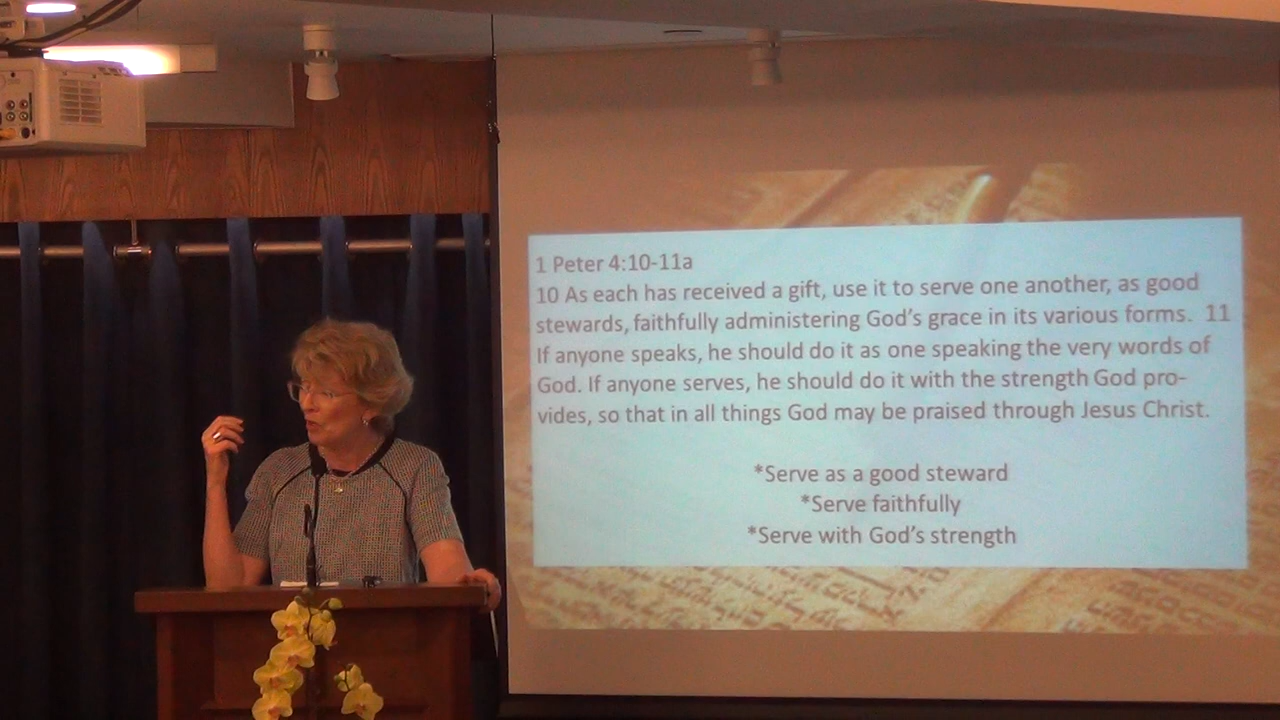 1 Peter 4:10-11a
10 As each has received a gift, use it to serve one another, as good
stewards, faithfully administering God's grace in its various forms.  11
If anyone speaks, he should do it as one speaking the very words of
God. If anyone serves, he should do it with the strength God pro-
vides, so that in all things God may be praised through Jesus Christ.
*Serve as a good steward
*Serve faithfully
*Serve with God's strength